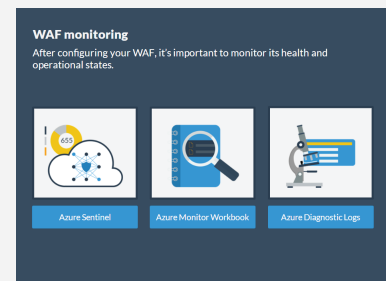 WAF monitoring
After configuring your WAF, it's important to monitor its health and
operational states.
655
Azure Sentinel
Azure Monitor Workbook
Azure Diagnostic Logs